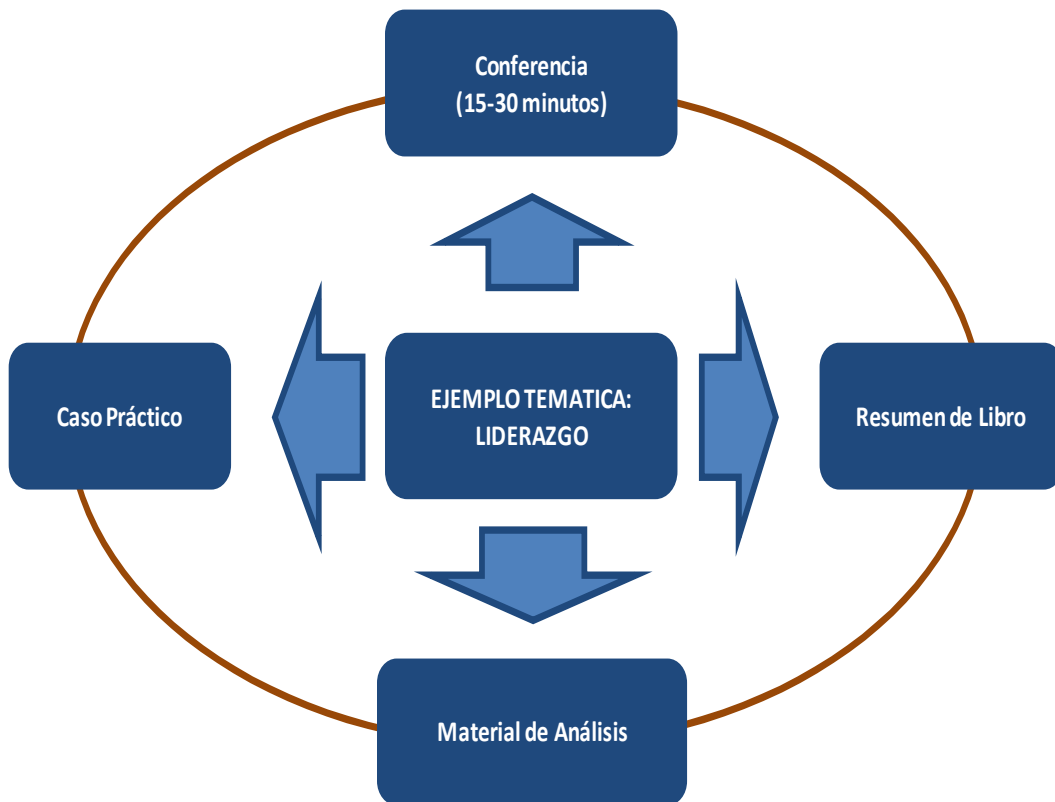 Conferencia
(15-30 minutos)
Caso Práctico
EJEMPLO TEMATICA:
LIDERAZGO
Resumen de Libro
Material de Análisis